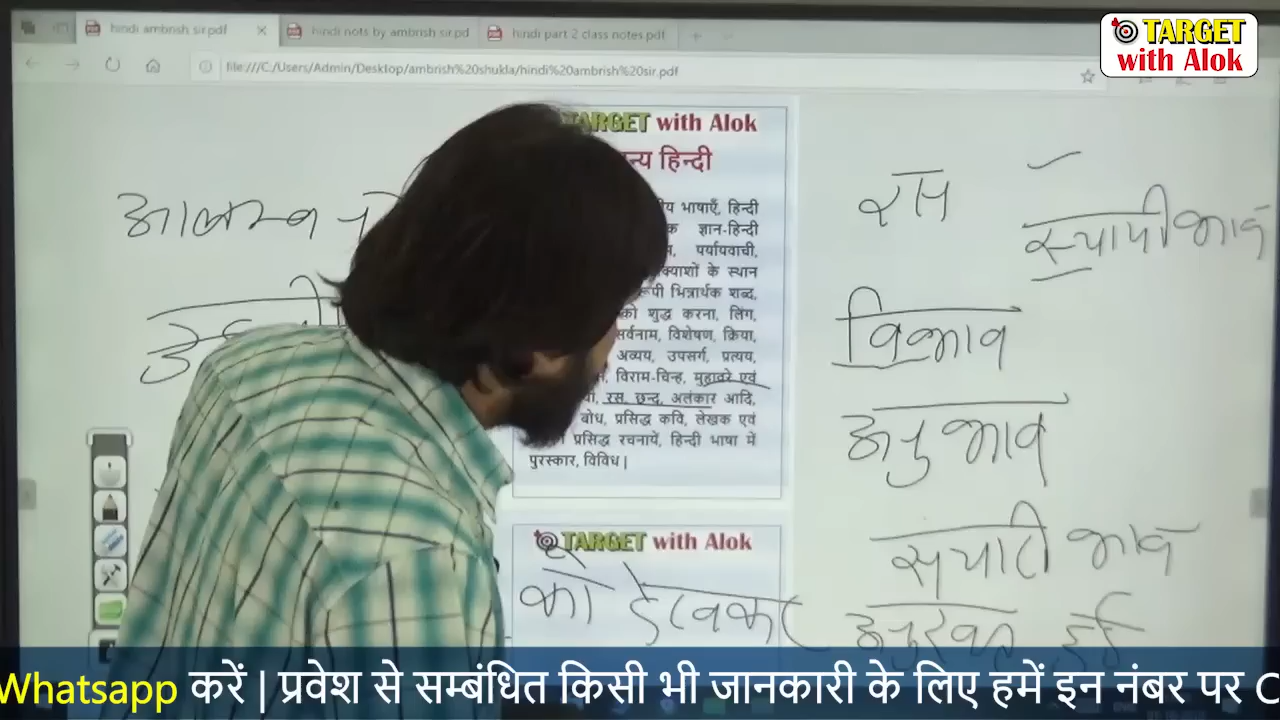 hindi ambrish sir.pdf
hindi nots by ambrish sir.pd
hindi part 2 class notes.pdf
file:///C:/Users/Admin/Desktop/ambrish%20shukla/hindi%20ambrish%20sir.pdf
TARGET
with Alok
TARGET with Alok
न्य हिन्दी
य भाषाएँ, हिन्दी
ज्ञान-हिन्दी
पर्यायवाची,
क्याशों के स्थान
रूपी भिन्नार्थक शब्द,
को शुद्ध करना, लिंग,
सर्वनाम, विशेषण, क्रिया,
अव्यय, उपसर्ग, प्रत्यय,
विराम-चिन्ह, मुहावरे एवं
रस, छन्द, अलंकार आदि,
बोध, प्रसिद्ध कवि, लेखक एवं
प्रसिद्ध रचनायें, हिन्दी भाषा में
पुरस्कार, विविध |
रस
स्थायीभाव
विभाव
अनुभाव
संचारी भाव
आलम्बन
TARGET with Alok
को देखकर
Whatsapp करें | प्रवेश से सम्बंधित किसी भी जानकारी के लिए हमें इन नंबर पर C